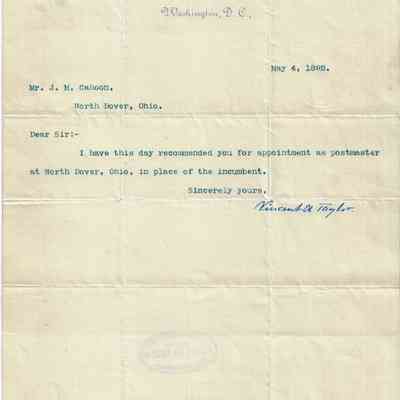 Washington, D. C.,
May 4, 1892.
Mr. J. M. Cahoon.
North Dover, Ohio.
Dear Sir:-
I have this day recommended you for appointment as postmaster
at North Dover, Ohio, in place of the incumbent.
Sincerely yours,
Vincent A Taylor.